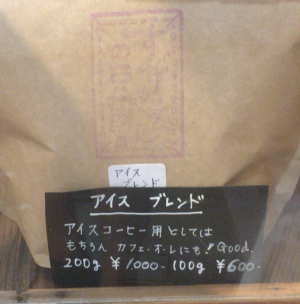 アイス
ブレンド
アイス ブレンド
アイスコーヒー用としては
もちろん カフェ・オ・レにも! Good.
200g ¥1,000- 100g ¥600-